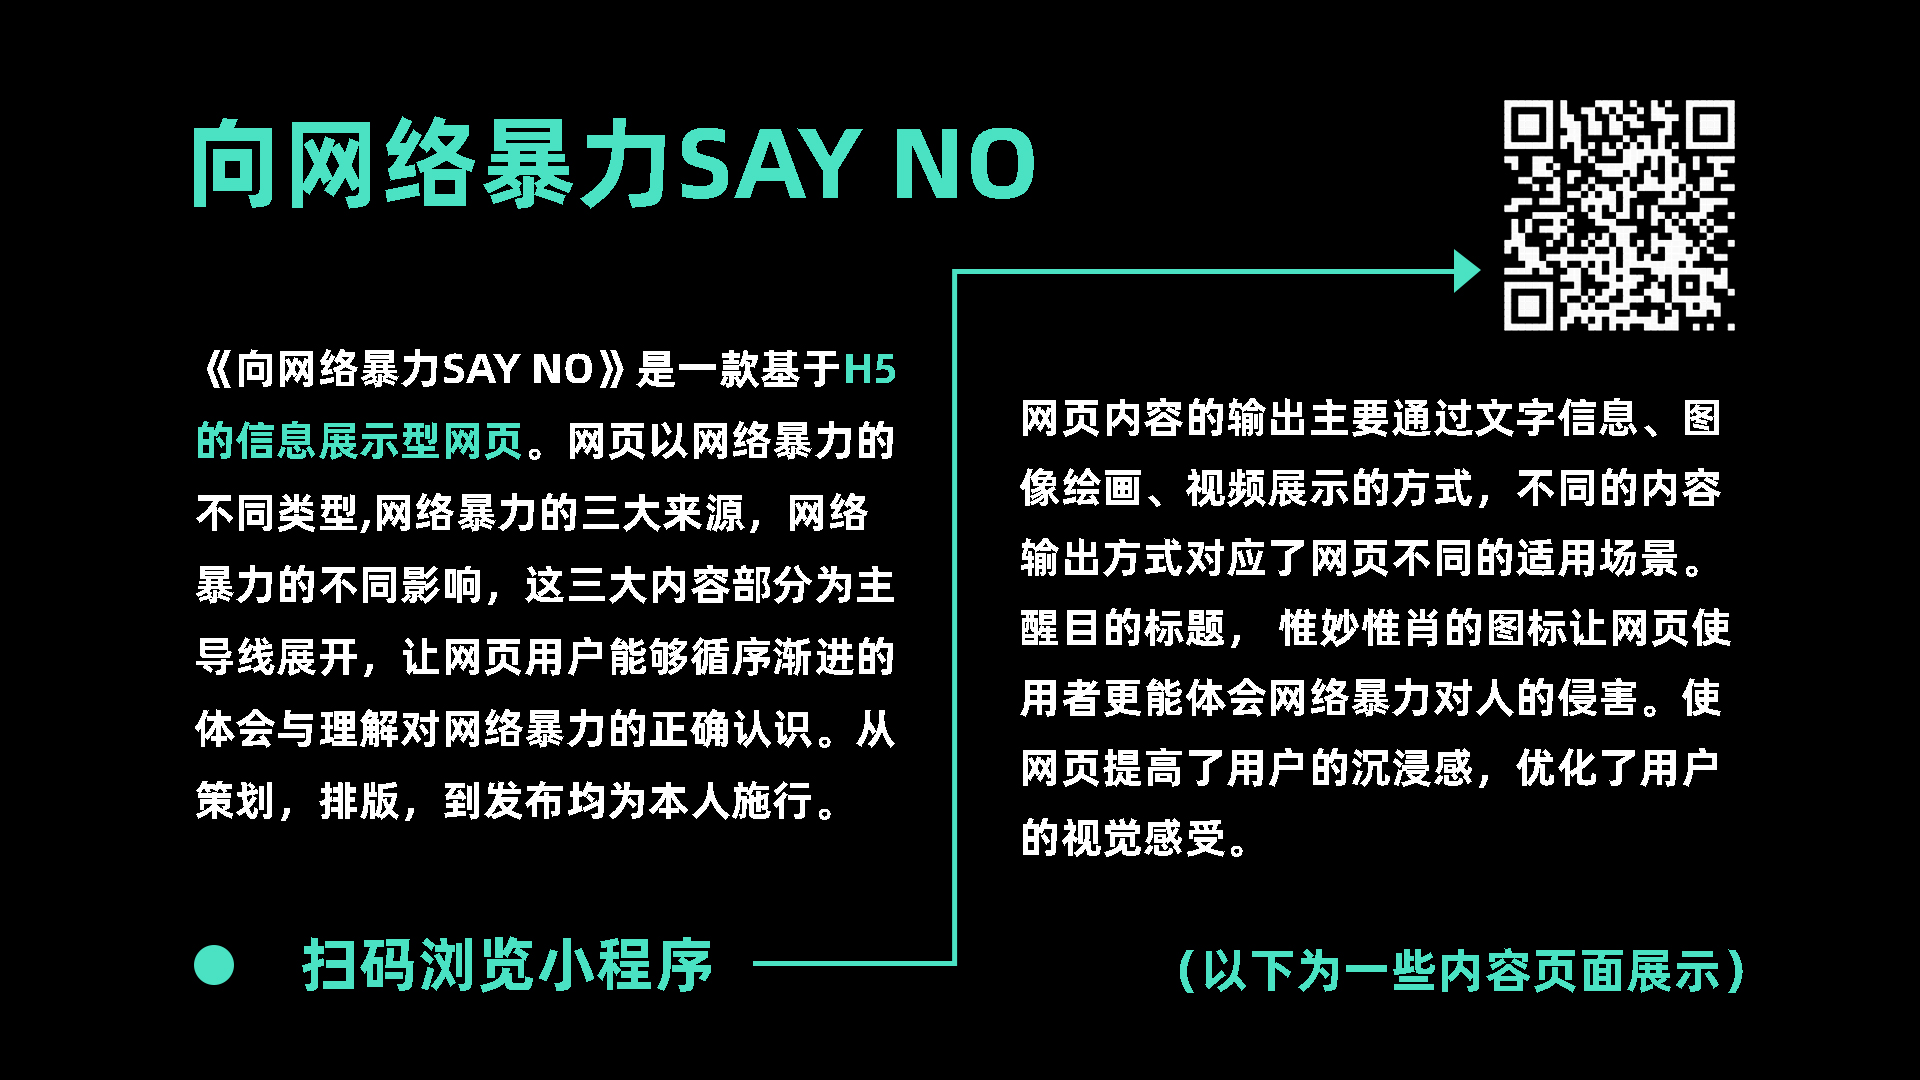 向网络暴力SAY NO
《向网络暴力SAY NO》是一款基于H5
的信息展示型网页。网页以网络暴力的
不同类型,网络暴力的三大来源，网络
暴力的不同影响，这三大内容部分为主
导线展开，让网页用户能够循序渐进的
体会与理解对网络暴力的正确认识。从
策划，排版，到发布均为本人施行。
网页内容的输出主要通过文字信息、图
像绘画、视频展示的方式，不同的内容
输出方式对应了网页不同的适用场景。
醒目的标题， 惟妙惟肖的图标让网页使
用者更能体会网络暴力对人的侵害。使
网页提高了用户的沉浸感，优化了用户
的视觉感受。
扫码浏览小程序
（以下为一些内容页面展示）